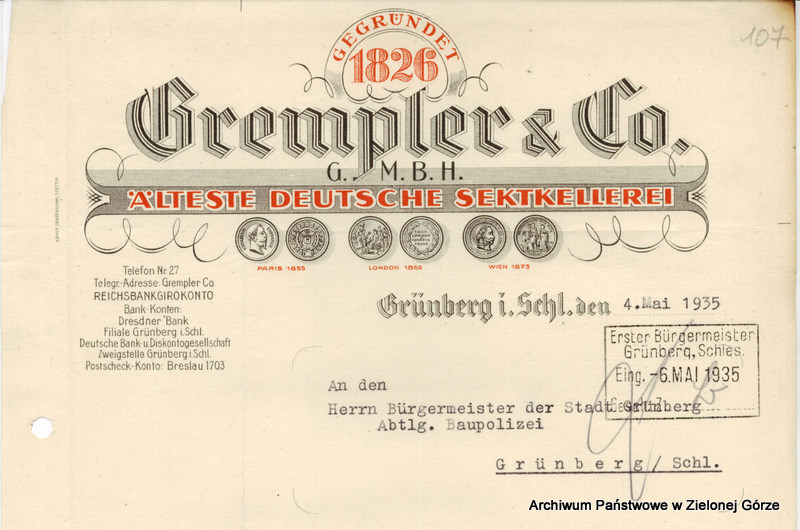 107
GEGRÜNDET
1826
Grempler & Co.
G.M.B.H.
ÄLTESTE DEUTSCHE SEKTKELLEREI
PARIS 1855
LONDON 1862
WIEN 1873
Telefon Nr. 27
Telegr.-Adresse: Grempler Co.
REICHSBANKGIROKONTO
Bank-Konten:
Dresdner Bank
Filiale Grünberg i. Schl.
Deutsche Bank u. Diskontogesellschaft
Zweigstelle Grünberg i. Schl.
Postscheck-Konto: Breslau 1703
Grünberg i. Schl. den 4. Mai 1935
Erster Bürgermeister
Grünberg, Schles.
Eing. -6. MAI 1935
An den
Herrn Bürgermeister der Stadt Grünberg
Abtlg. Baupolizei
Grünberg/Schl.
Archiwum Państwowe w Zielonej Górze